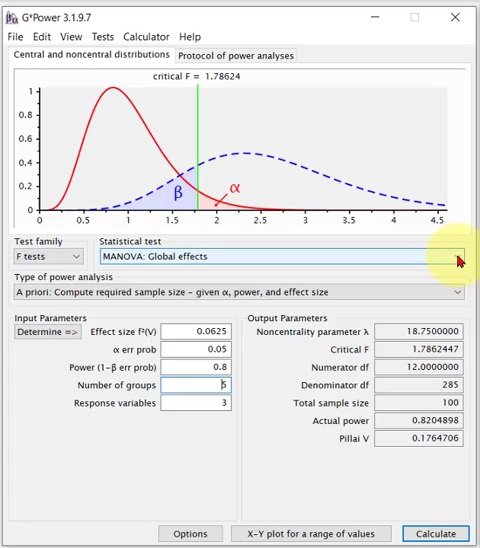 G*Power 3.1.9.7
File Edit View Tests Calculator Help
Central and noncentral distributions Protocol of power analyses
critical F = 1.78624
1
0.8
0.6
0.4
0.2
0
β
α
0 0.5 1 1.5 2 2.5 3 3.5 4 4.5
Test family Statistical test
F tests MANOVA: Global effects
Type of power analysis
A priori: Compute required sample size - given α, power, and effect size
Input Parameters Output Parameters
Determine => Effect size f²(V) 0.0625 Noncentrality parameter λ 18.7500000
α err prob 0.05 Critical F 1.7862447
Power (1-β err prob) 0.8 Numerator df 12.0000000
Number of groups 5 Denominator df 285
Response variables 3 Total sample size 100
Actual power 0.8204898
Pillai V 0.1764706
Options X-Y plot for a range of values Calculate